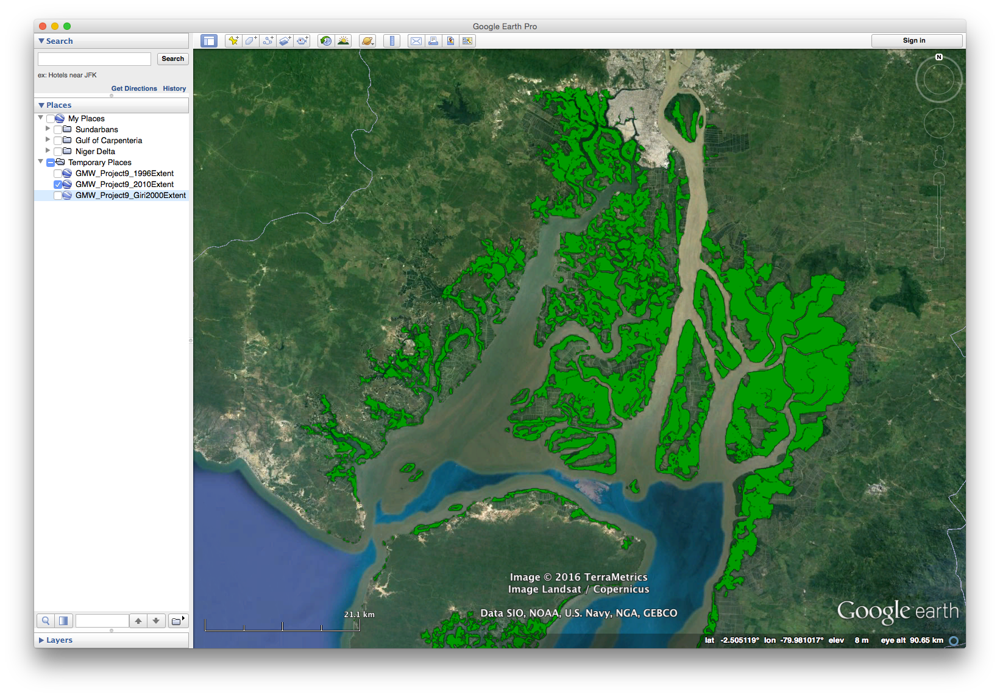 Google Earth Pro
Search
Sign in
Search
ex: Hotels near JFK
Get Directions History
Places
My Places
Sundarbans
Gulf of Carpenteria
Niger Delta
Temporary Places
GMW_Project9_1996Extent
GMW_Project9_2010Extent
GMW_Project9_Giri2000Extent
Layers
N
Image © 2016 TerraMetrics
Image Landsat / Copernicus
Data SIO, NOAA, U.S. Navy, NGA, GEBCO
21.1 km
Google earth
lat -2.505119° lon -79.981017° elev 8 m eye alt 90.65 km